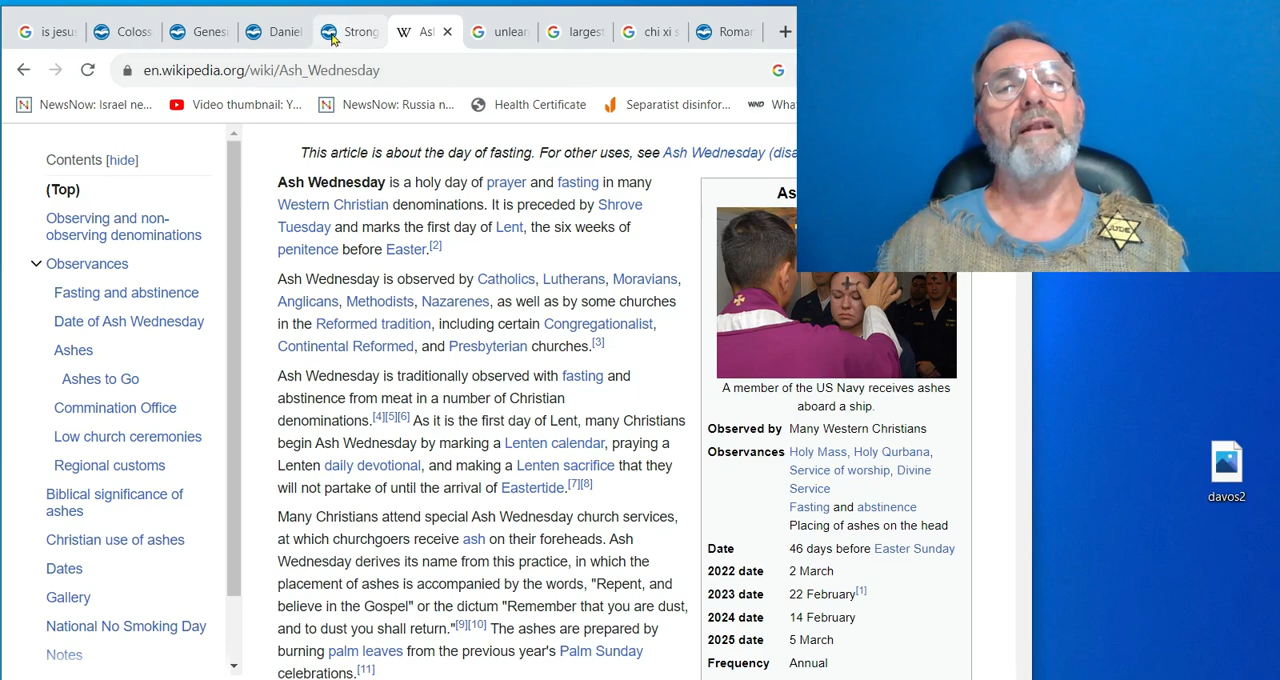 is jesu
Coloss
Genesi
Daniel
Strong
W
Asl
unlear
largest
chi xi s
Romar
en.wikipedia.org/wiki/Ash_Wednesday
NewsNow: Israel ne...
Video thumbnail: Y...
NewsNow: Russia n...
Health Certificate
Separatist disinfor...
WND
Wha
Contents [hide]
(Top)
Observing and non-
observing denominations
Observances
Fasting and abstinence
Date of Ash Wednesday
Ashes
Ashes to Go
Commination Office
Low church ceremonies
Regional customs
Biblical significance of
ashes
Christian use of ashes
Dates
Gallery
National No Smoking Day
Notes
This article is about the day of fasting. For other uses, see Ash Wednesday (disa
Ash Wednesday is a holy day of prayer and fasting in many
Western Christian denominations. It is preceded by Shrove
Tuesday and marks the first day of Lent, the six weeks of
penitence before Easter.[2]
Ash Wednesday is observed by Catholics, Lutherans, Moravians,
Anglicans, Methodists, Nazarenes, as well as by some churches
in the Reformed tradition, including certain Congregationalist,
Continental Reformed, and Presbyterian churches.[3]
Ash Wednesday is traditionally observed with fasting and
abstinence from meat in a number of Christian
denominations.[4][5][6] As it is the first day of Lent, many Christians
begin Ash Wednesday by marking a Lenten calendar, praying a
Lenten daily devotional, and making a Lenten sacrifice that they
will not partake of until the arrival of Eastertide.[7][8]
Many Christians attend special Ash Wednesday church services,
at which churchgoers receive ash on their foreheads. Ash
Wednesday derives its name from this practice, in which the
placement of ashes is accompanied by the words, "Repent, and
believe in the Gospel" or the dictum "Remember that you are dust,
and to dust you shall return."[9][10] The ashes are prepared by
burning palm leaves from the previous year's Palm Sunday
celebrations.[11]
As
A member of the US Navy receives ashes
aboard a ship.
Observed by Many Western Christians
Observances Holy Mass, Holy Qurbana,
Service of worship, Divine
Service
Fasting and abstinence
Placing of ashes on the head
Date 46 days before Easter Sunday
2022 date 2 March
2023 date 22 February[1]
2024 date 14 February
2025 date 5 March
Frequency Annual
JUDE
davos2